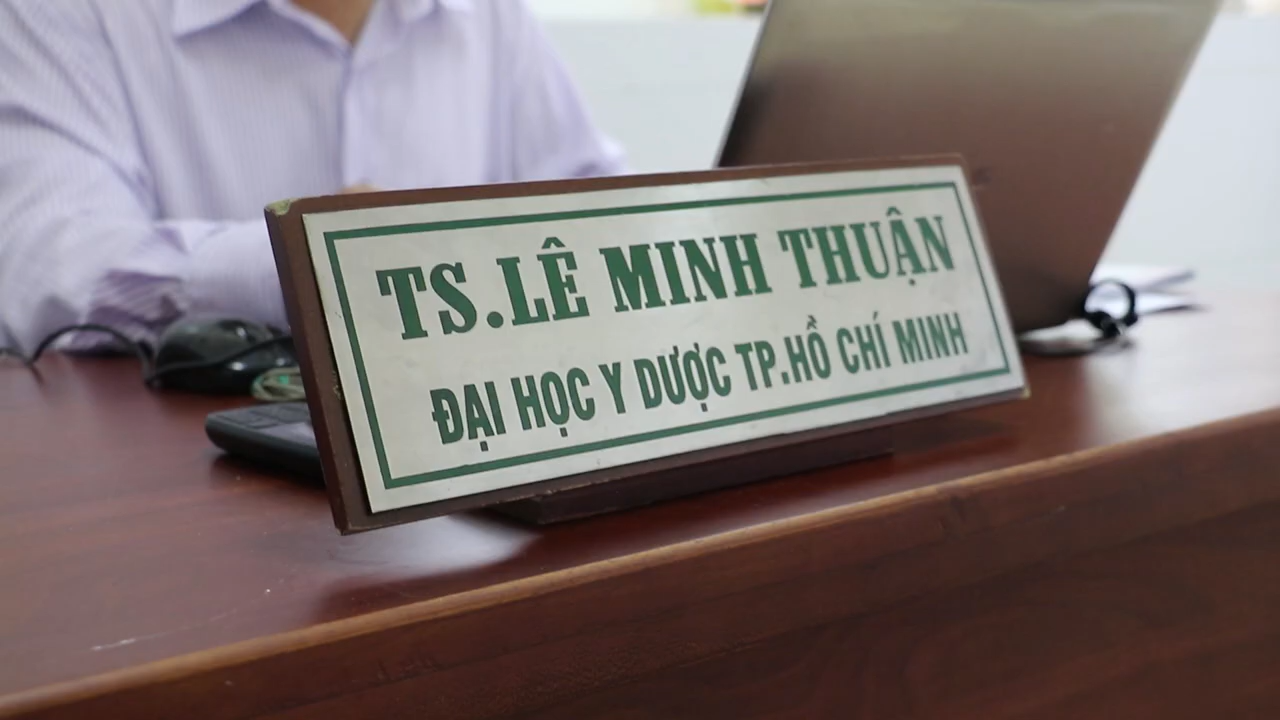 TS.LÊ MINH THUẬN
ĐẠI HỌC Y DƯỢC TP.HỒ CHÍ MINH